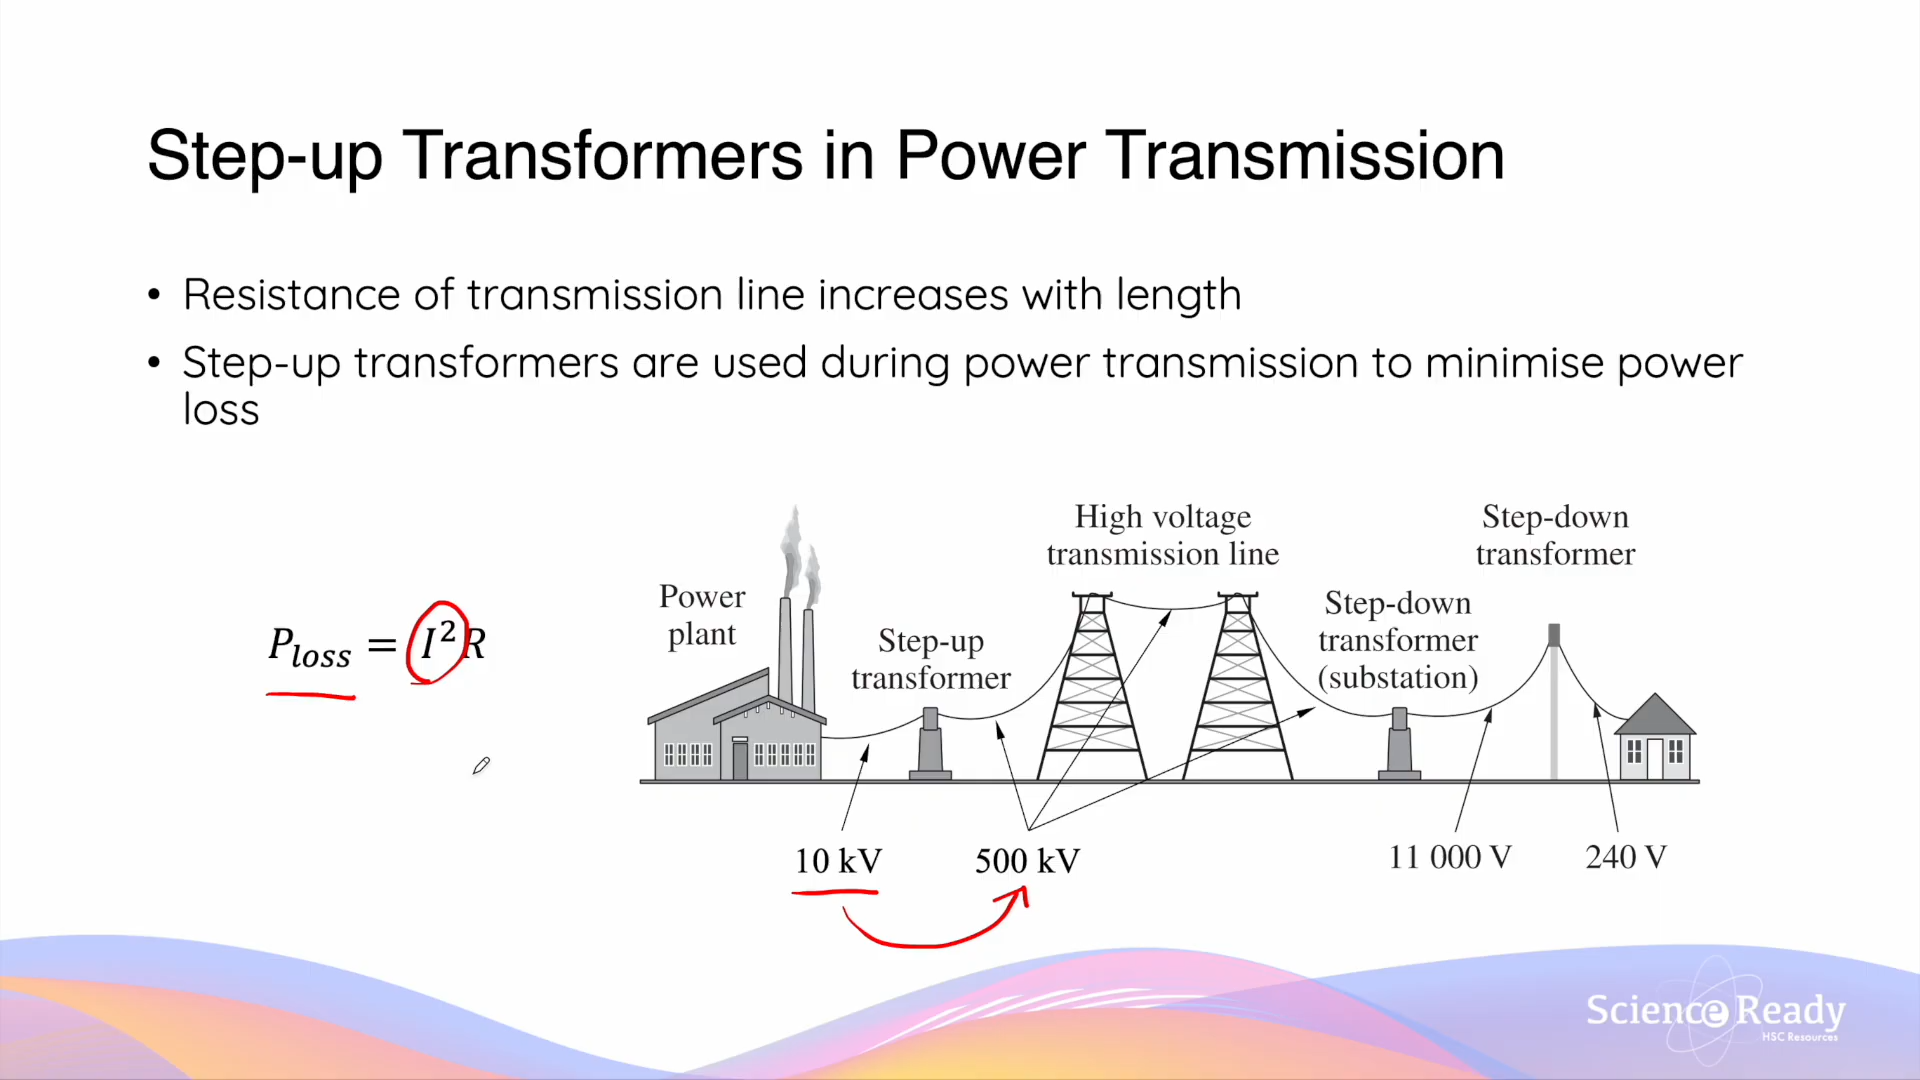 Step-up Transformers in Power Transmission
• Resistance of transmission line increases with length
• Step-up transformers are used during power transmission to minimise power
loss
P_loss = I²R
Power
plant
Step-up
transformer
High voltage
transmission line
Step-down
transformer
(substation)
Step-down
transformer
10 kV
500 kV
11 000 V
240 V
Science Ready
HSC Resources